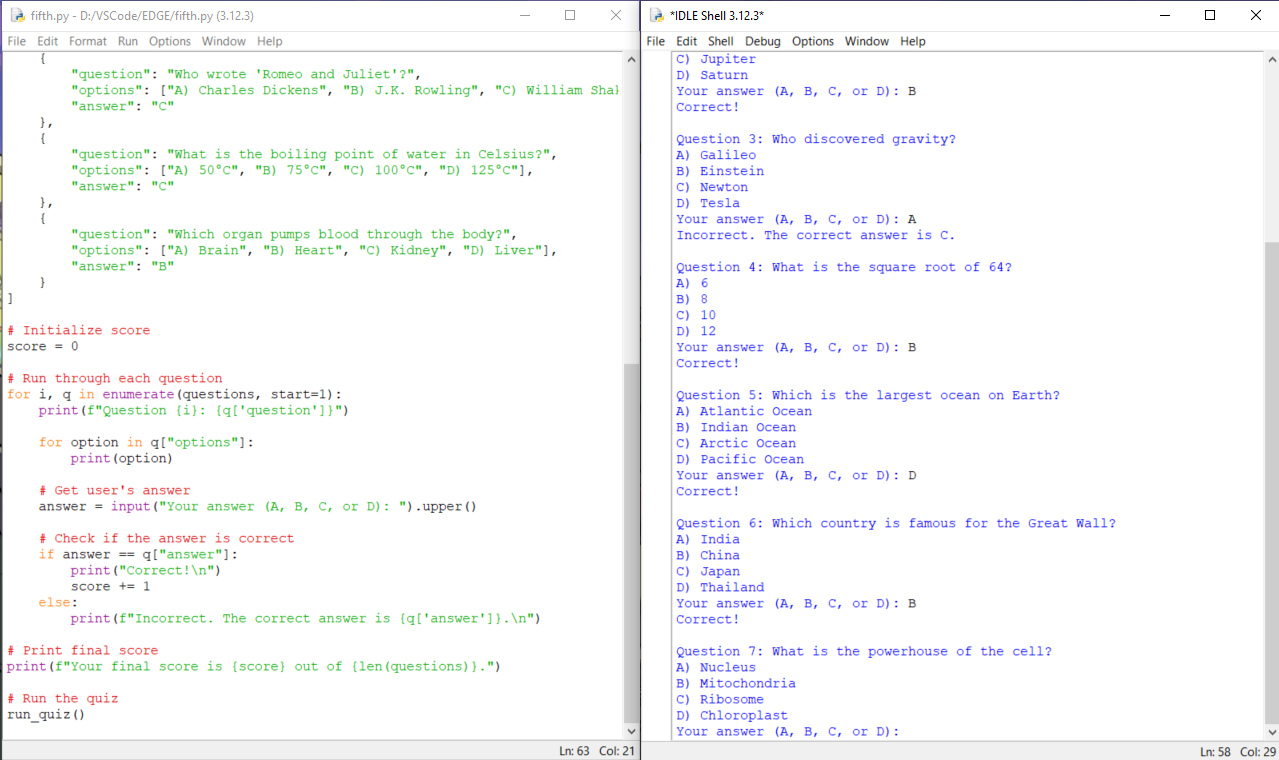 fifth.py - D:/VSCode/EDGE/fifth.py (3.12.3)
File Edit Format Run Options Window Help
    {
        "question": "Who wrote 'Romeo and Juliet'?",
        "options": ["A) Charles Dickens", "B) J.K. Rowling", "C) William Shak
        "answer": "C"
    },
    {
        "question": "What is the boiling point of water in Celsius?",
        "options": ["A) 50°C", "B) 75°C", "C) 100°C", "D) 125°C"],
        "answer": "C"
    },
    {
        "question": "Which organ pumps blood through the body?",
        "options": ["A) Brain", "B) Heart", "C) Kidney", "D) Liver"],
        "answer": "B"
    }
]

# Initialize score
score = 0

# Run through each question
for i, q in enumerate(questions, start=1):
    print(f"Question {i}: {q['question']}")

    for option in q["options"]:
        print(option)

    # Get user's answer
    answer = input("Your answer (A, B, C, or D): ").upper()

    # Check if the answer is correct
    if answer == q["answer"]:
        print("Correct!\n")
        score += 1
    else:
        print(f"Incorrect. The correct answer is {q['answer']}.\n")

# Print final score
print(f"Your final score is {score} out of {len(questions)}.")

# Run the quiz
run_quiz()
Ln: 63 Col: 21
*IDLE Shell 3.12.3*
File Edit Shell Debug Options Window Help
C) Jupiter
D) Saturn
Your answer (A, B, C, or D): B
Correct!

Question 3: Who discovered gravity?
A) Galileo
B) Einstein
C) Newton
D) Tesla
Your answer (A, B, C, or D): A
Incorrect. The correct answer is C.

Question 4: What is the square root of 64?
A) 6
B) 8
C) 10
D) 12
Your answer (A, B, C, or D): B
Correct!

Question 5: Which is the largest ocean on Earth?
A) Atlantic Ocean
B) Indian Ocean
C) Arctic Ocean
D) Pacific Ocean
Your answer (A, B, C, or D): D
Correct!

Question 6: Which country is famous for the Great Wall?
A) India
B) China
C) Japan
D) Thailand
Your answer (A, B, C, or D): B
Correct!

Question 7: What is the powerhouse of the cell?
A) Nucleus
B) Mitochondria
C) Ribosome
D) Chloroplast
Your answer (A, B, C, or D):
Ln: 58 Col: 29